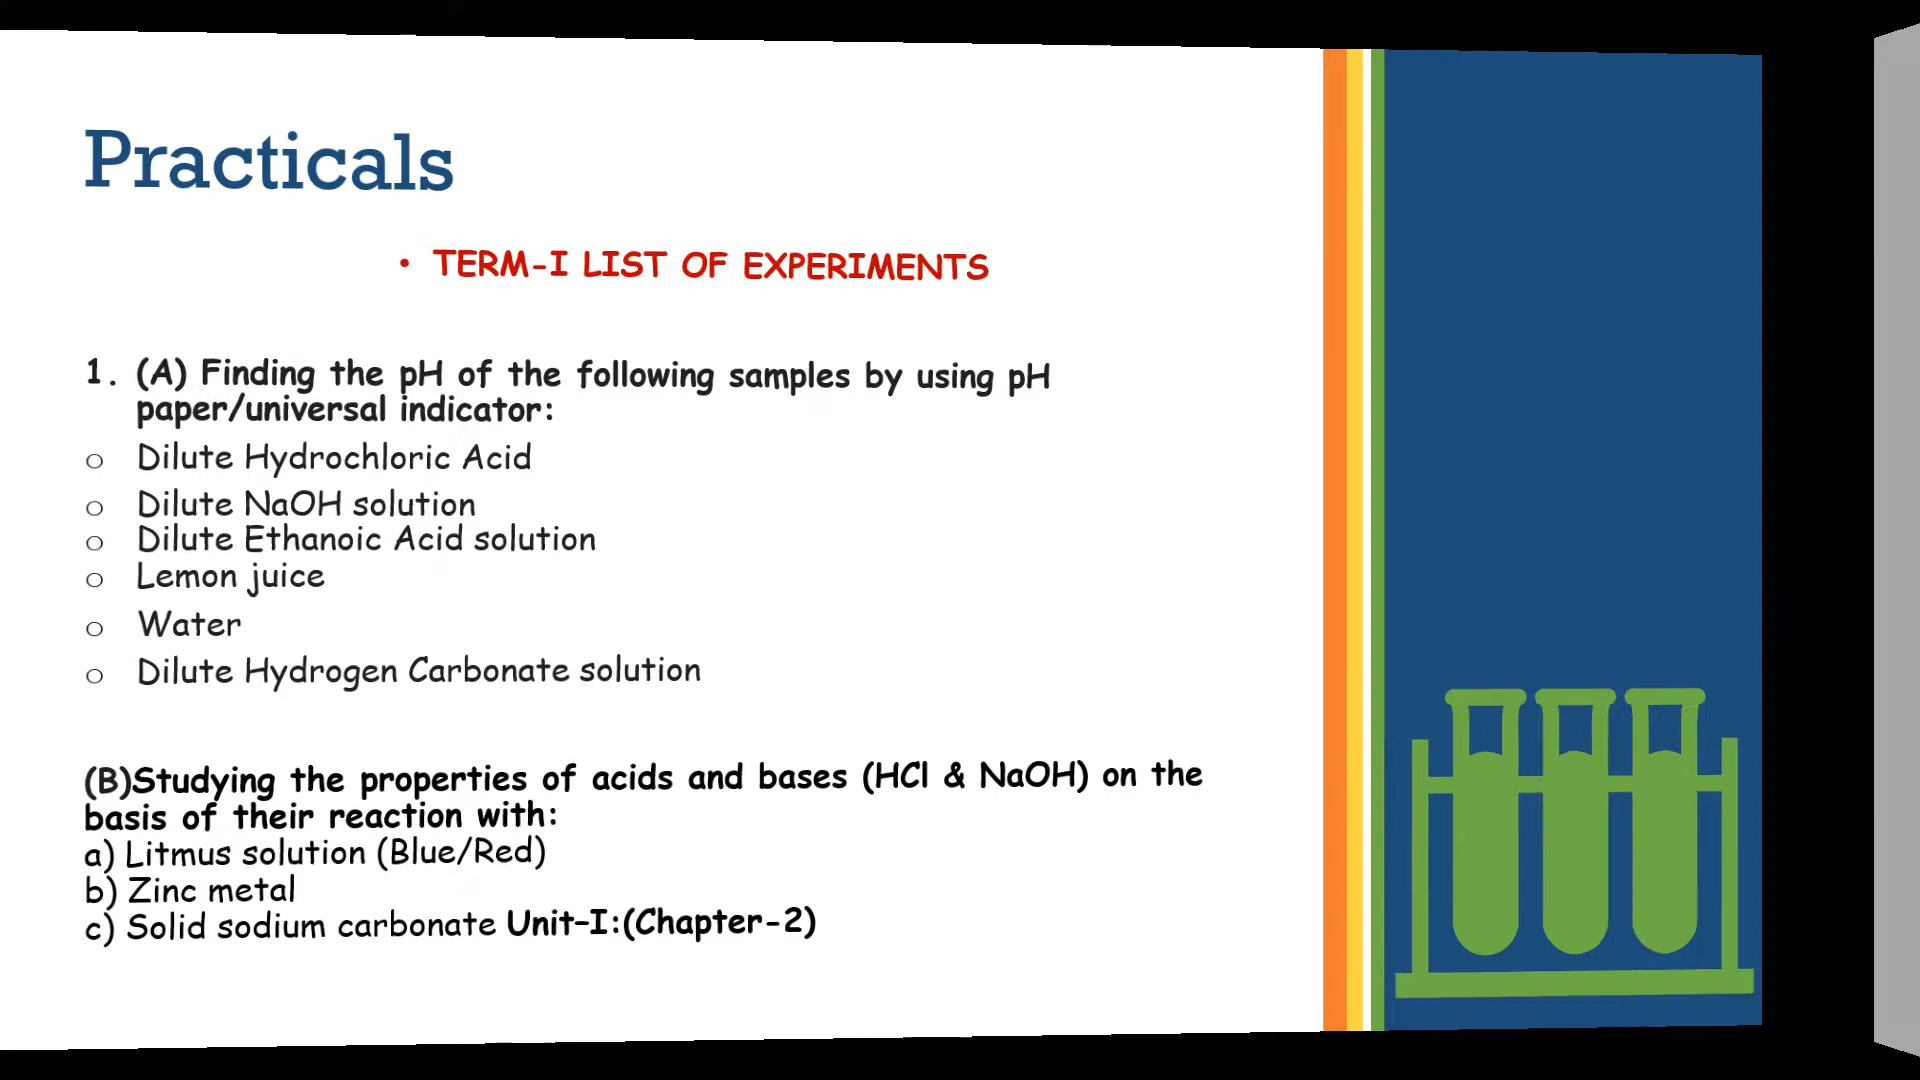 Practicals
• TERM-I LIST OF EXPERIMENTS
1. (A) Finding the pH of the following samples by using pH
paper/universal indicator:
o Dilute Hydrochloric Acid
o Dilute NaOH solution
o Dilute Ethanoic Acid solution
o Lemon juice
o Water
o Dilute Hydrogen Carbonate solution
(B)Studying the properties of acids and bases (HCl & NaOH) on the
basis of their reaction with:
a) Litmus solution (Blue/Red)
b) Zinc metal
c) Solid sodium carbonate Unit–I:(Chapter-2)